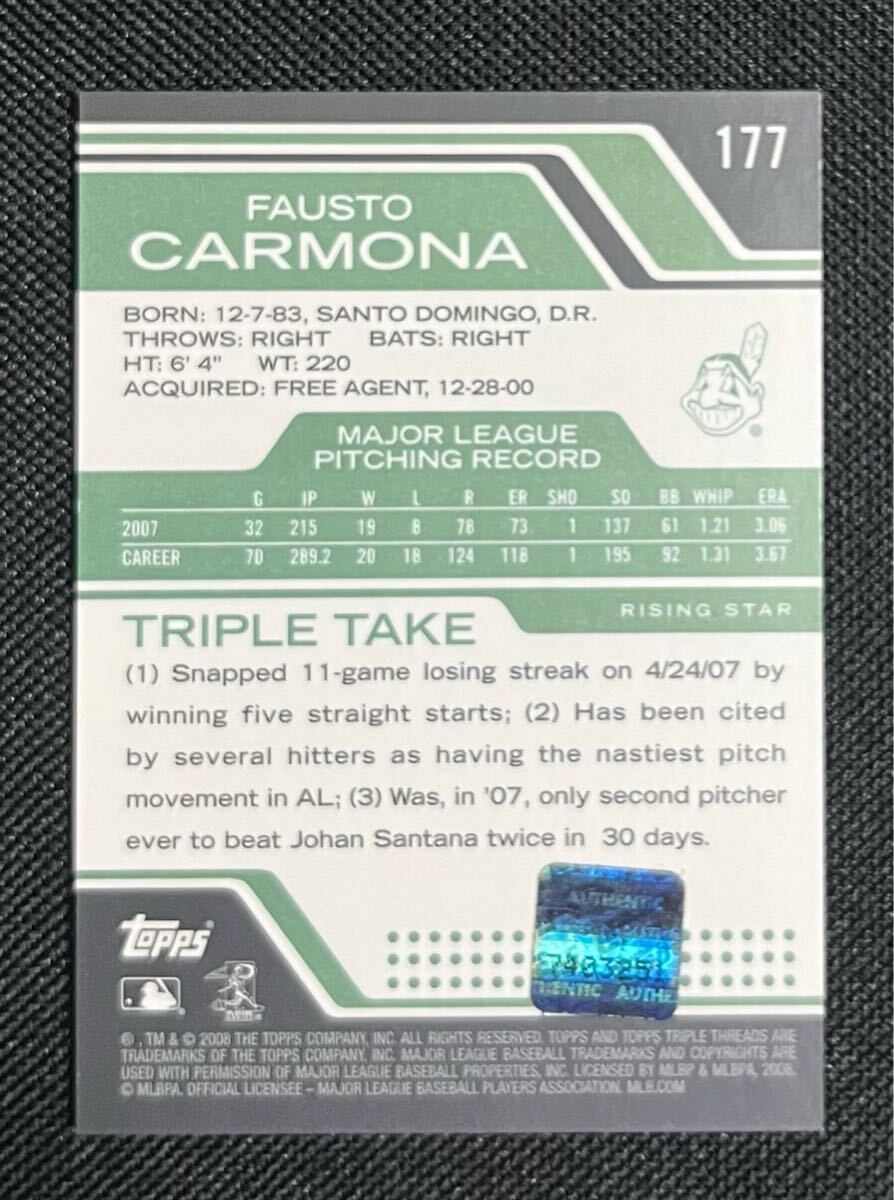 177
FAUSTO
CARMONA
BORN: 12-7-83, SANTO DOMINGO, D.R.
THROWS: RIGHT BATS: RIGHT
HT: 6' 4" WT: 220
ACQUIRED: FREE AGENT, 12-28-00
MAJOR LEAGUE
PITCHING RECORD
G IP W L R ER SHO SO BB WHIP ERA
2007 32 215 19 8 78 73 1 137 61 1.21 3.06
CAREER 70 289.2 20 18 124 118 1 195 92 1.31 3.67
RISING STAR
TRIPLE TAKE
(1) Snapped 11-game losing streak on 4/24/07 by
winning five straight starts; (2) Has been cited
by several hitters as having the nastiest pitch
movement in AL; (3) Was, in '07, only second pitcher
ever to beat Johan Santana twice in 30 days.
AUTHENTIC
7403251
HENTIC AUTHE
topps
®, TM & © 2008 THE TOPPS COMPANY, INC. ALL RIGHTS RESERVED. TOPPS AND TOPPS TRIPLE THREADS ARE
TRADEMARKS OF THE TOPPS COMPANY, INC. MAJOR LEAGUE BASEBALL TRADEMARKS AND COPYRIGHTS ARE
USED WITH PERMISSION OF MAJOR LEAGUE BASEBALL PROPERTIES, INC. LICENSED BY MLBP & MLBPA, 2008.
© MLBPA. OFFICIAL LICENSEE – MAJOR LEAGUE BASEBALL PLAYERS ASSOCIATION. MLB.COM